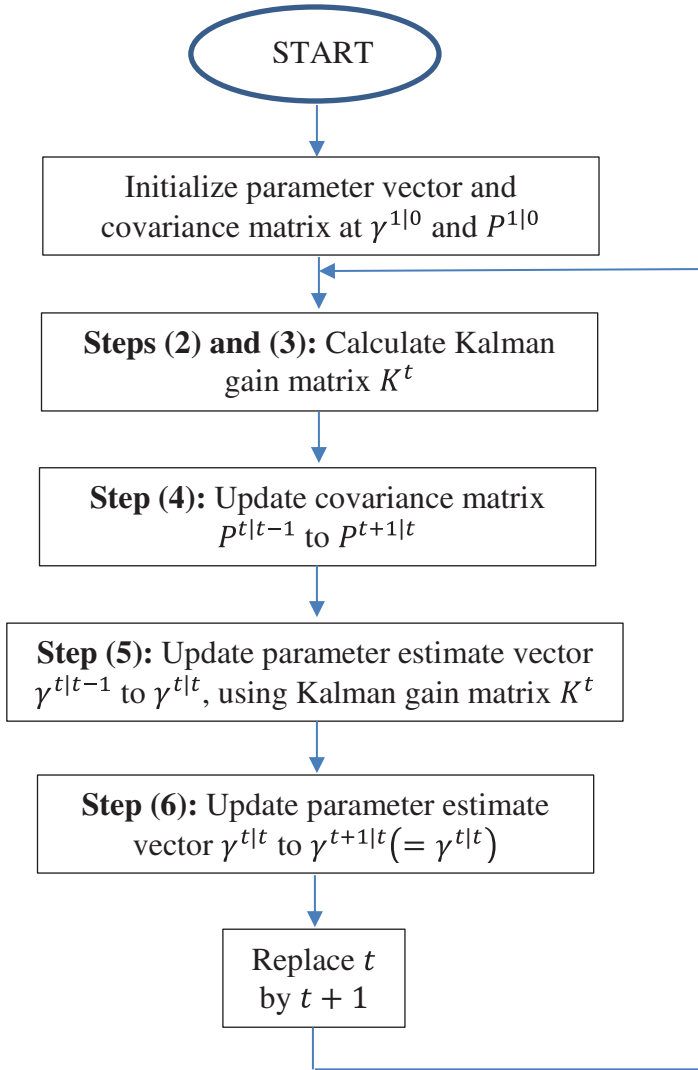 START
Initialize parameter vector and
covariance matrix at γ^{1|0} and P^{1|0}
Steps (2) and (3): Calculate Kalman
gain matrix K^t
Step (4): Update covariance matrix
P^{t|t−1} to P^{t+1|t}
Step (5): Update parameter estimate vector
γ^{t|t−1} to γ^{t|t}, using Kalman gain matrix K^t
Step (6): Update parameter estimate
vector γ^{t|t} to γ^{t+1|t}(= γ^{t|t})
Replace t
by t + 1